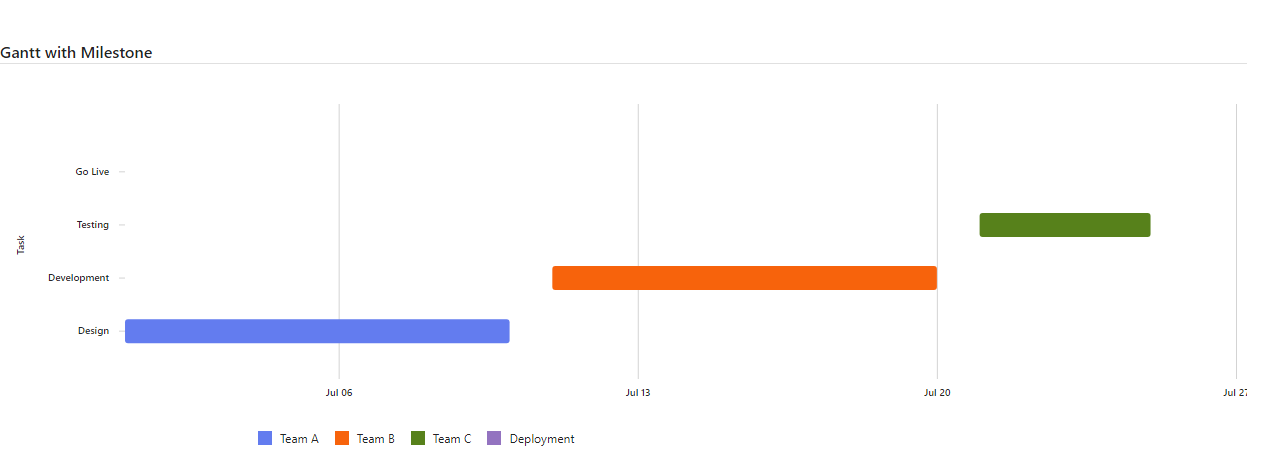 Gantt with Milestone
Go Live
Testing
Task
Development
Design
Jul 06 Jul 13 Jul 20 Jul 27
Team A Team B Team C Deployment